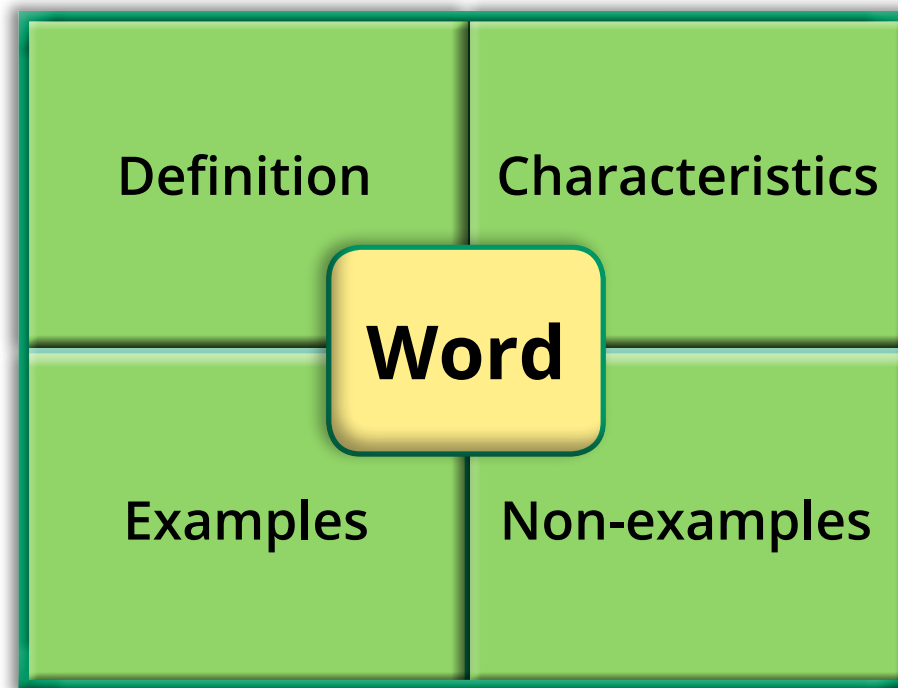 Definition
Characteristics
Word
Examples
Non-examples